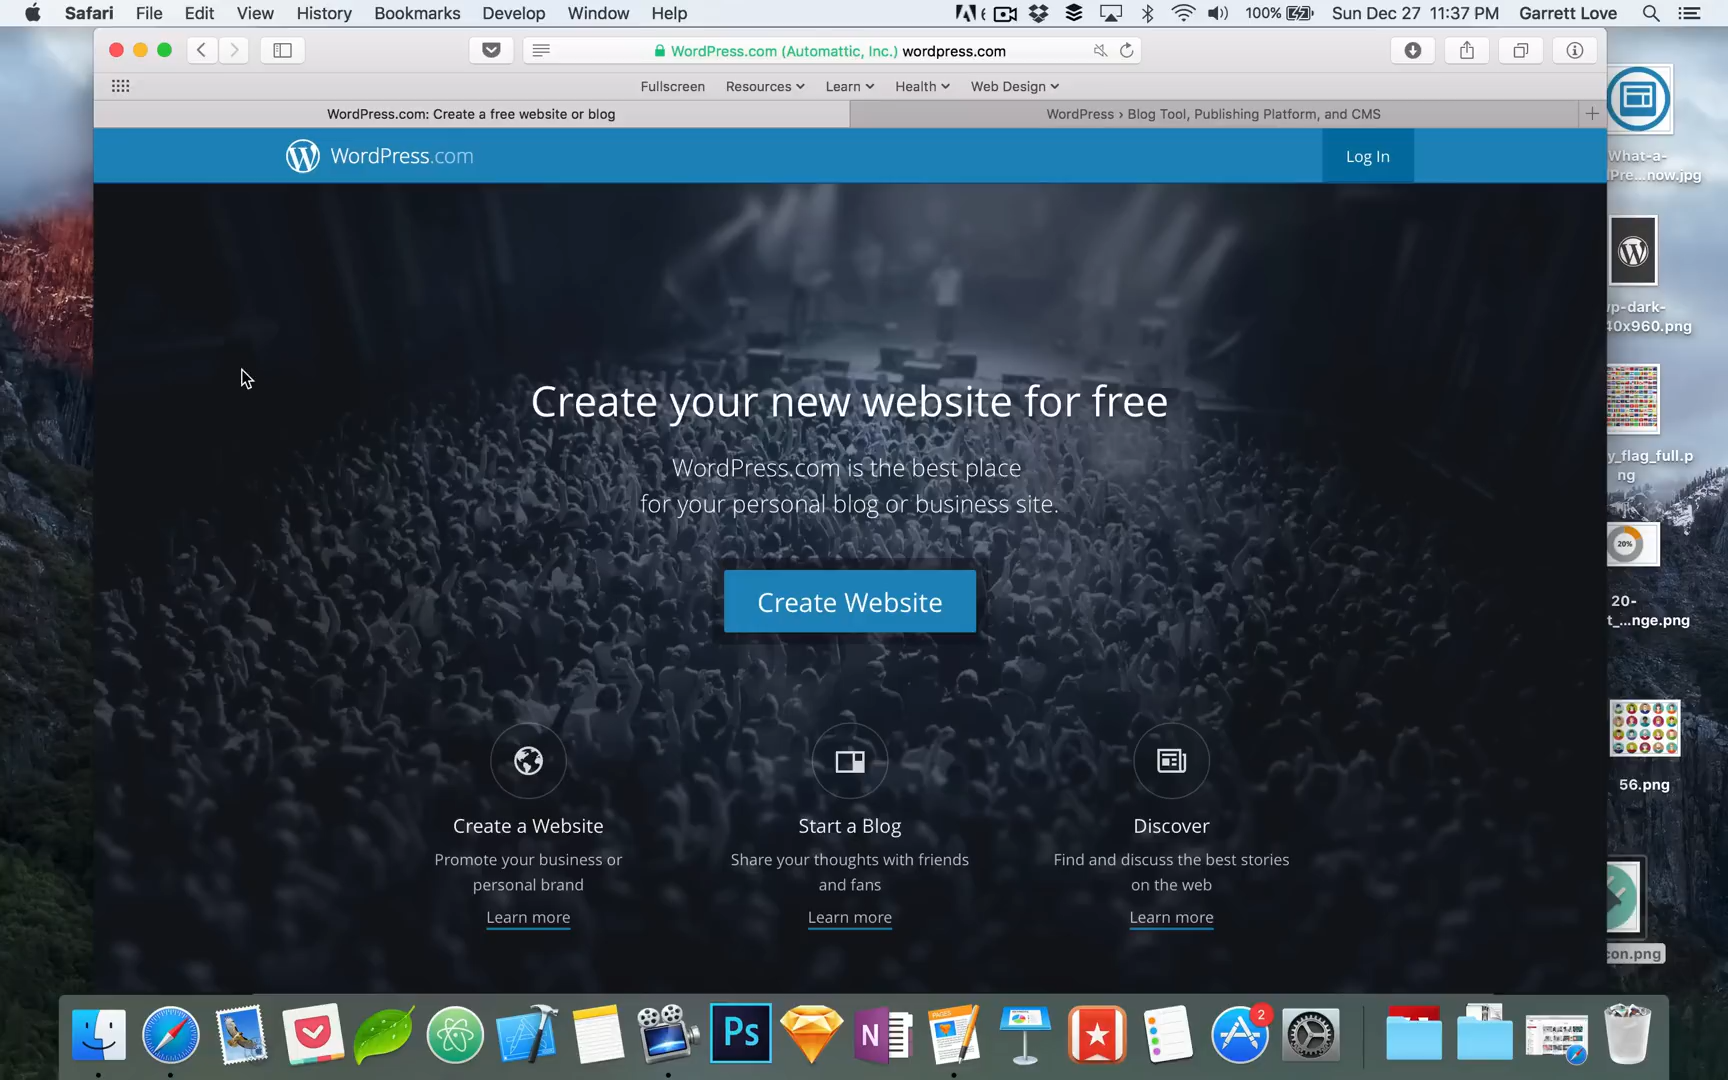 Safari File Edit View History Bookmarks Develop Window Help
6 100% Sun Dec 27 11:37 PM Garrett Love
WordPress.com (Automattic, Inc.) wordpress.com
Fullscreen Resources Learn Health Web Design
WordPress.com: Create a free website or blog
WordPress › Blog Tool, Publishing Platform, and CMS
WordPress.com
Log In
Create your new website for free
WordPress.com is the best place
for your personal blog or business site.
Create Website
Create a Website
Promote your business or
personal brand
Learn more
Start a Blog
Share your thoughts with friends
and fans
Learn more
Discover
Find and discuss the best stories
on the web
Learn more
What-a-
Pre...now.jpg
wp-dark-
40x960.png
y_flag_full.p
ng
20%
20-
t_...nge.png
56.png
con.png
Ps
N
PAGES
2